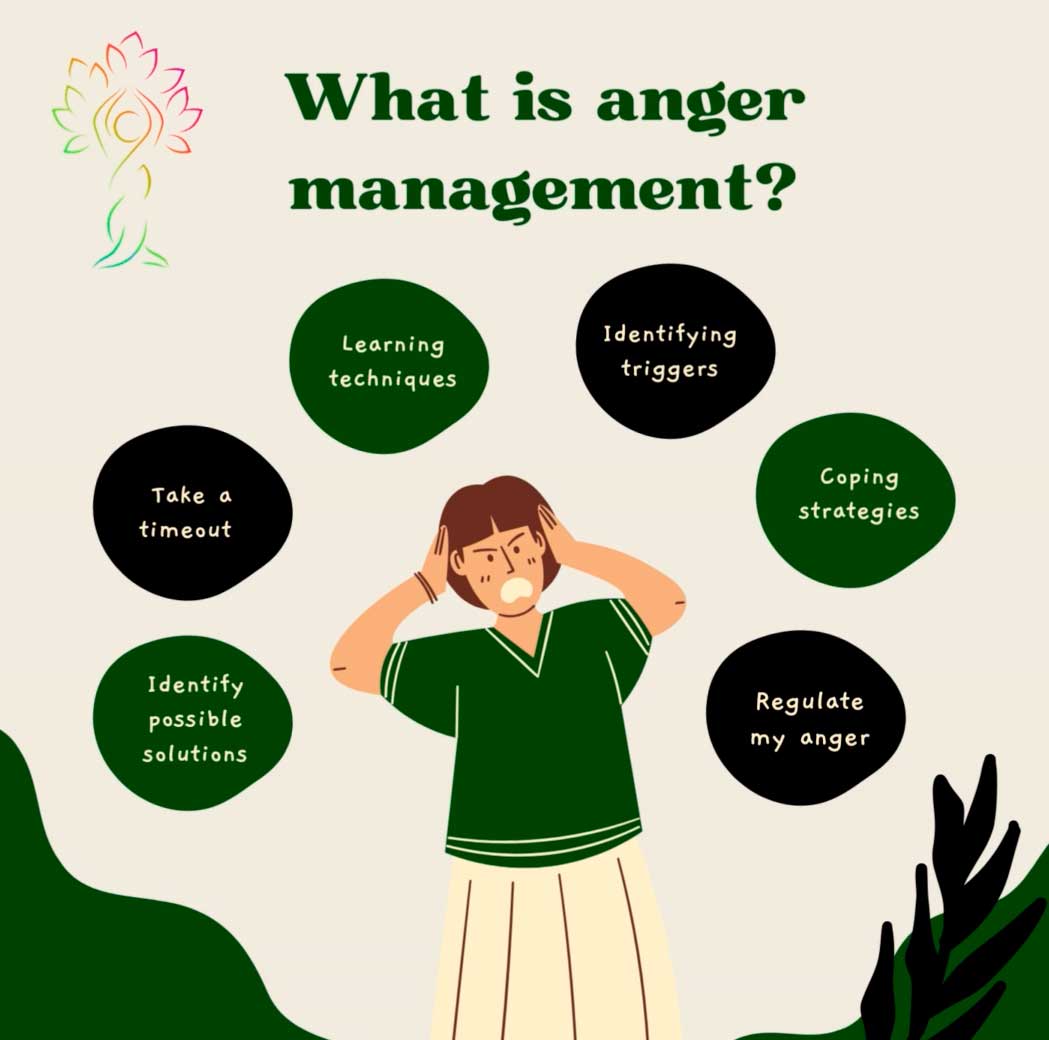 What is anger
management?
Learning
techniques
Identifying
triggers
Take a
timeout
Coping
strategies
Identify
possible
solutions
Regulate
my anger